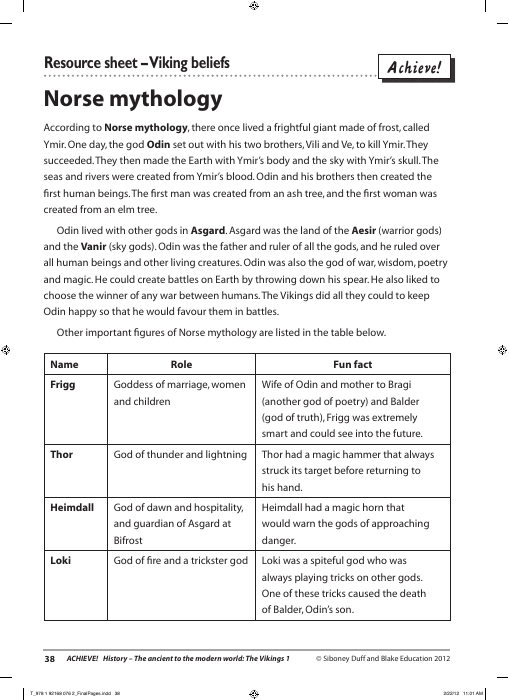 Resource sheet – Viking beliefs
Achieve!
Norse mythology
According to Norse mythology, there once lived a frightful giant made of frost, called
Ymir. One day, the god Odin set out with his two brothers, Vili and Ve, to kill Ymir. They
succeeded. They then made the Earth with Ymir's body and the sky with Ymir's skull. The
seas and rivers were created from Ymir's blood. Odin and his brothers then created the
first human beings. The first man was created from an ash tree, and the first woman was
created from an elm tree.
Odin lived with other gods in Asgard. Asgard was the land of the Aesir (warrior gods)
and the Vanir (sky gods). Odin was the father and ruler of all the gods, and he ruled over
all human beings and other living creatures. Odin was also the god of war, wisdom, poetry
and magic. He could create battles on Earth by throwing down his spear. He also liked to
choose the winner of any war between humans. The Vikings did all they could to keep
Odin happy so that he would favour them in battles.
Other important figures of Norse mythology are listed in the table below.
Name Role Fun fact
Frigg
Goddess of marriage, women
and children
Wife of Odin and mother to Bragi
(another god of poetry) and Balder
(god of truth), Frigg was extremely
smart and could see into the future.
Thor
God of thunder and lightning
Thor had a magic hammer that always
struck its target before returning to
his hand.
Heimdall
God of dawn and hospitality,
and guardian of Asgard at
Bifrost
Heimdall had a magic horn that
would warn the gods of approaching
danger.
Loki
God of fire and a trickster god
Loki was a spiteful god who was
always playing tricks on other gods.
One of these tricks caused the death
of Balder, Odin's son.
38 ACHIEVE! History – The ancient to the modern world: The Vikings 1 © Siboney Duff and Blake Education 2012